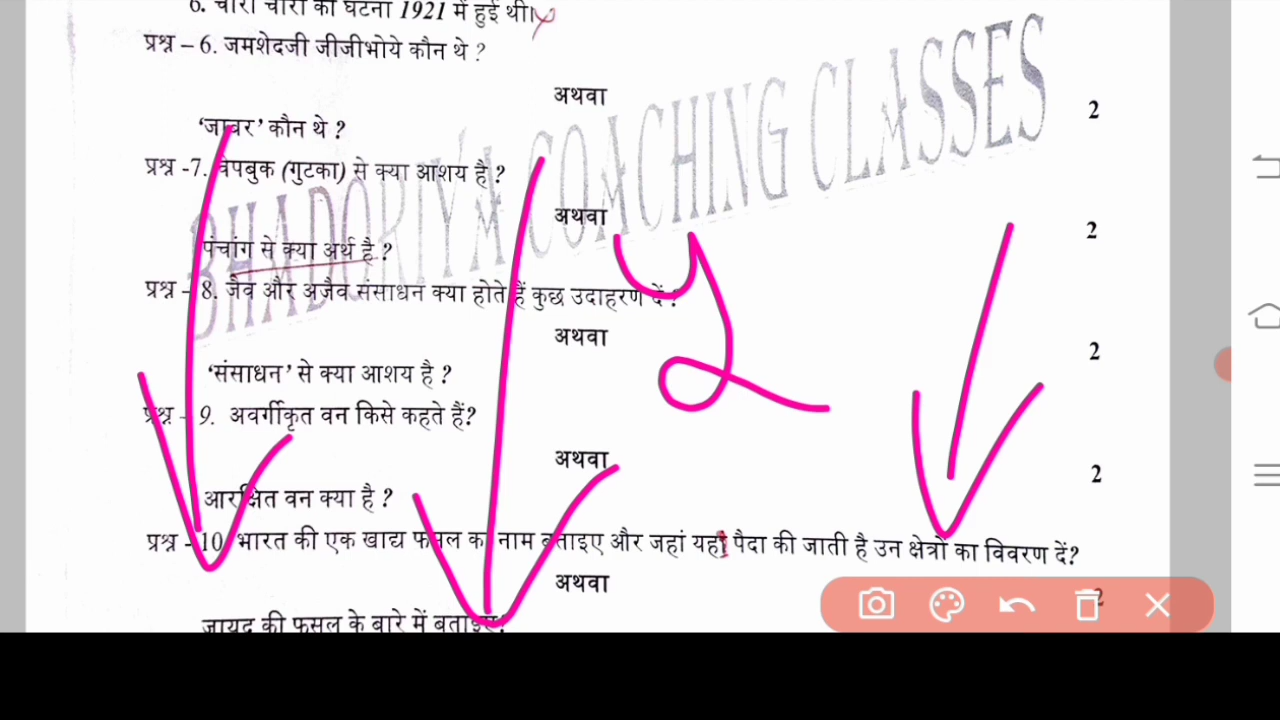 6. चौरी चौरा की घटना 1921 में हुई थी।
प्रश्न – 6. जमशेदजी जीजीभोये कौन थे ?
अथवा
2
'जाबर' कौन थे ?
प्रश्न -7. चेपबुक (गुटका) से क्या आशय है ?
अथवा
2
पंचांग से क्या अर्थ है ?
प्रश्न – 8. जैव और अजैव संसाधन क्या होते हैं कुछ उदाहरण दें ?
अथवा
2
'संसाधन' से क्या आशय है ?
प्रश्न – 9. अवर्गीकृत वन किसे कहते हैं?
अथवा
2
आरक्षित वन क्या है ?
प्रश्न – 10. भारत की एक खाद्य फसल का नाम बताइए और जहां यहां पैदा की जाती है उन क्षेत्रों का विवरण दें?
अथवा
2
जायद की फसल के बारे में बताइए?
BHADORIYA COACHING CLASSES